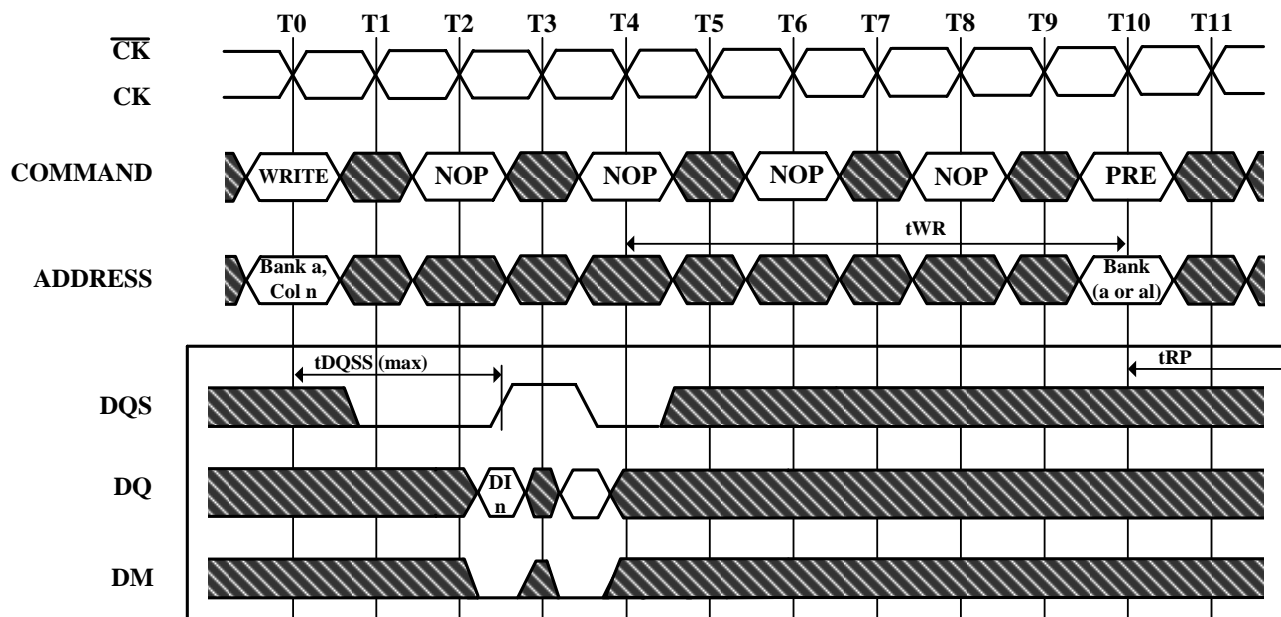 T0 T1 T2 T3 T4 T5 T6 T7 T8 T9 T10 T11
CK
CK
COMMAND WRITE NOP NOP NOP NOP PRE
tWR
ADDRESS Bank a, Col n Bank (a or al)
tDQSS (max) tRP
DQS
DQ DI n
DM